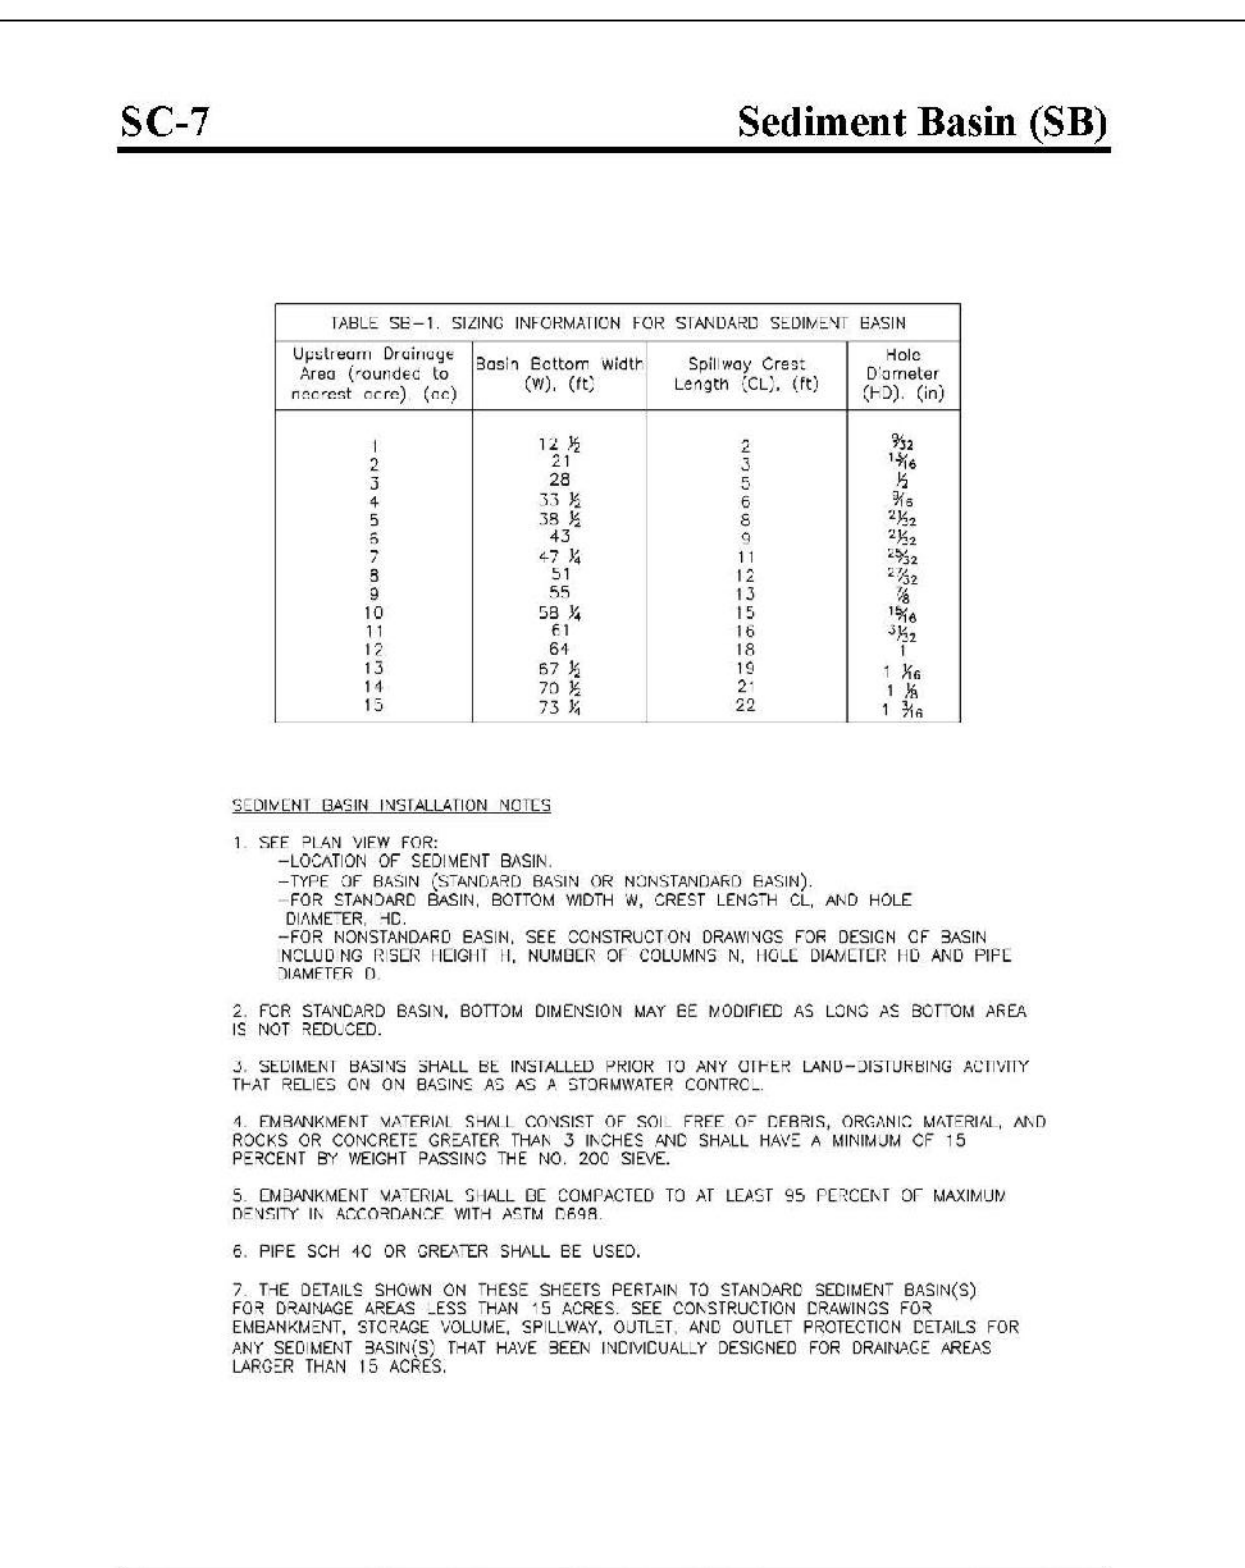 SC-7 Sediment Basin (SB)
TABLE SB-1. SIZING INFORMATION FOR STANDARD SEDIMENT BASIN
Upstream Drainage Area (rounded to nearest acre), (ac) | Basin Bottom Width (W), (ft) | Spillway Crest Length (CL), (ft) | Hole Diameter (HD), (in)
1 12 ½ 2 9/32
2 21 3
3 28 5 ½
4 33 ½ 6 9/16
5 38 ½ 8 21/32
6 43 9 21/32
7 47 ¼ 11 25/32
8 51 12 27/32
9 55 13 7/8
10 58 ¼ 15 15/16
11 61 16 31/32
12 64 18 1
13 67 ½ 19 1 1/16
14 70 ½ 21 1 1/8
15 73 ¼ 22 1 3/16
SEDIMENT BASIN INSTALLATION NOTES
1. SEE PLAN VIEW FOR:
-LOCATION OF SEDIMENT BASIN.
-TYPE OF BASIN (STANDARD BASIN OR NONSTANDARD BASIN).
-FOR STANDARD BASIN, BOTTOM WIDTH W, CREST LENGTH CL, AND HOLE
DIAMETER, HD.
-FOR NONSTANDARD BASIN, SEE CONSTRUCTION DRAWINGS FOR DESIGN OF BASIN
INCLUDING RISER HEIGHT H, NUMBER OF COLUMNS N, HOLE DIAMETER HD AND PIPE
DIAMETER D.
2. FOR STANDARD BASIN, BOTTOM DIMENSION MAY BE MODIFIED AS LONG AS BOTTOM AREA
IS NOT REDUCED.
3. SEDIMENT BASINS SHALL BE INSTALLED PRIOR TO ANY OTHER LAND-DISTURBING ACTIVITY
THAT RELIES ON ON BASINS AS AS A STORMWATER CONTROL.
4. EMBANKMENT MATERIAL SHALL CONSIST OF SOIL FREE OF DEBRIS, ORGANIC MATERIAL, AND
ROCKS OR CONCRETE GREATER THAN 3 INCHES AND SHALL HAVE A MINIMUM OF 15
PERCENT BY WEIGHT PASSING THE NO. 200 SIEVE.
5. EMBANKMENT MATERIAL SHALL BE COMPACTED TO AT LEAST 95 PERCENT OF MAXIMUM
DENSITY IN ACCORDANCE WITH ASTM D698.
6. PIPE SCH 40 OR GREATER SHALL BE USED.
7. THE DETAILS SHOWN ON THESE SHEETS PERTAIN TO STANDARD SEDIMENT BASIN(S)
FOR DRAINAGE AREAS LESS THAN 15 ACRES. SEE CONSTRUCTION DRAWINGS FOR
EMBANKMENT, STORAGE VOLUME, SPILLWAY, OUTLET, AND OUTLET PROTECTION DETAILS FOR
ANY SEDIMENT BASIN(S) THAT HAVE BEEN INDIVIDUALLY DESIGNED FOR DRAINAGE AREAS
LARGER THAN 15 ACRES.